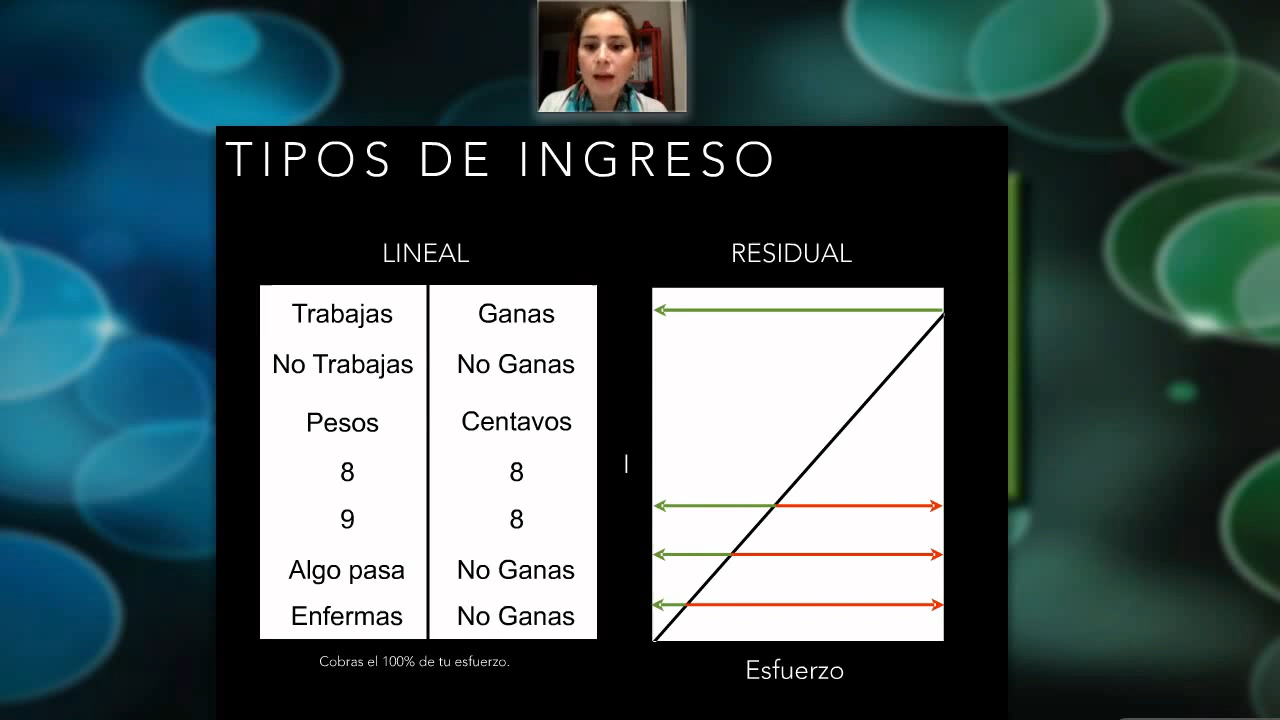 TIPOS DE INGRESO
LINEAL
Trabajas Ganas
No Trabajas No Ganas
Pesos Centavos
8 8
9 8
Algo pasa No Ganas
Enfermas No Ganas
Cobras el 100% de tu esfuerzo.
RESIDUAL
I
Esfuerzo